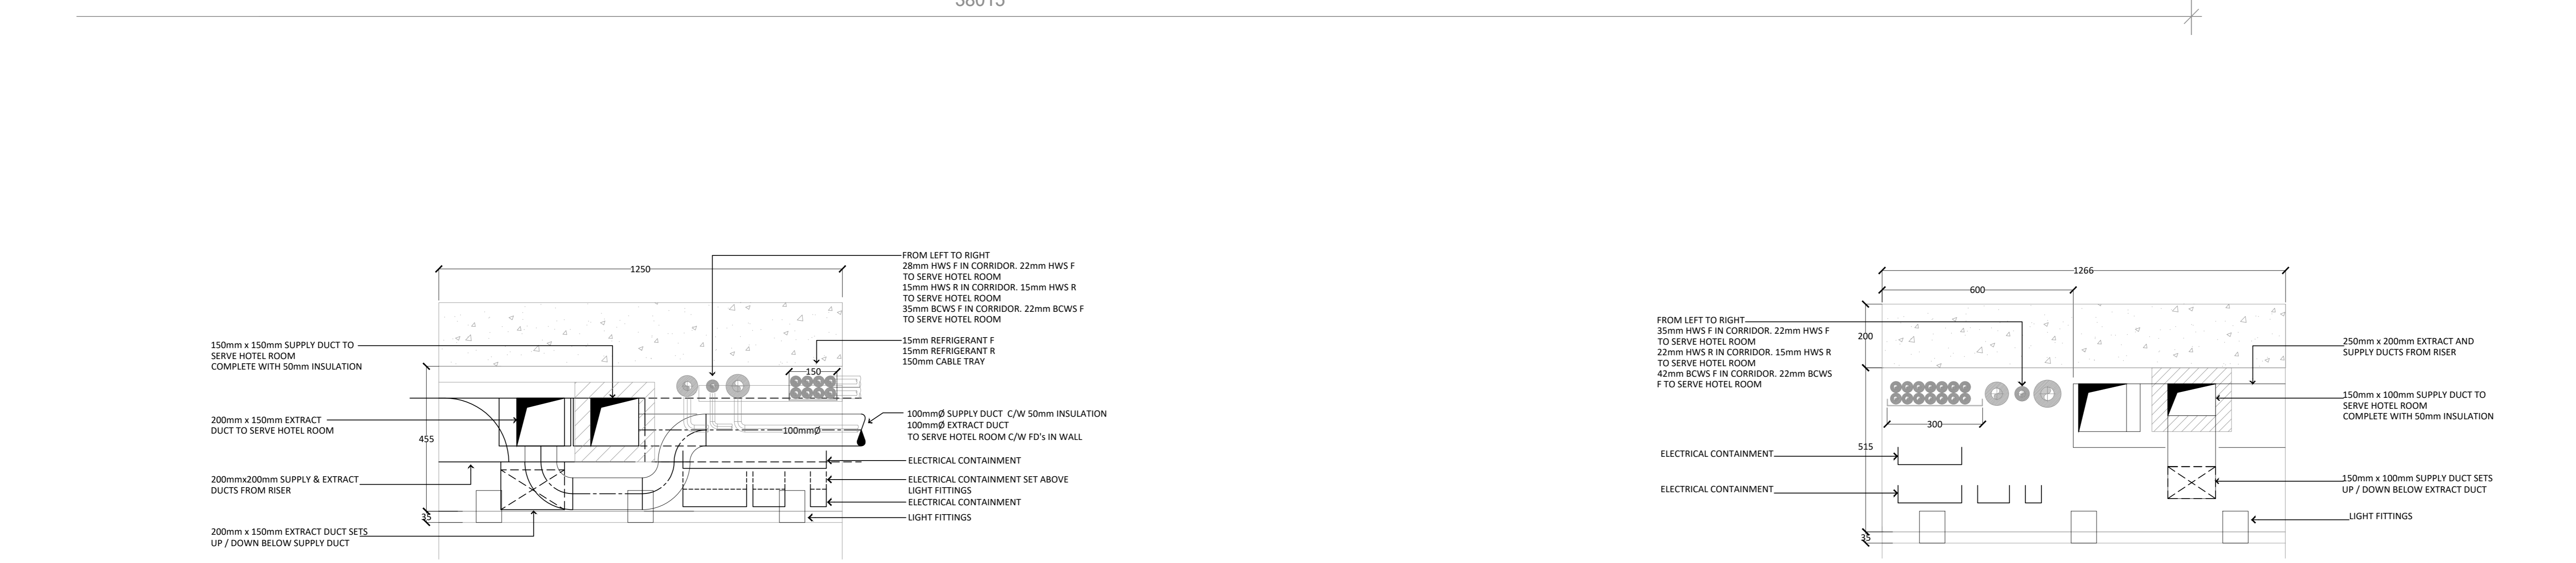 38015
1250
FROM LEFT TO RIGHT
28mm HWS F IN CORRIDOR. 22mm HWS F
TO SERVE HOTEL ROOM
15mm HWS R IN CORRIDOR. 15mm HWS R
TO SERVE HOTEL ROOM
35mm BCWS F IN CORRIDOR. 22mm BCWS F
TO SERVE HOTEL ROOM
15mm REFRIGERANT F
15mm REFRIGERANT R
150mm CABLE TRAY
150
150mm x 150mm SUPPLY DUCT TO
SERVE HOTEL ROOM
COMPLETE WITH 50mm INSULATION
200mm x 150mm EXTRACT
DUCT TO SERVE HOTEL ROOM
455
200mmx200mm SUPPLY & EXTRACT
DUCTS FROM RISER
35
200mm x 150mm EXTRACT DUCT SETS
UP / DOWN BELOW SUPPLY DUCT
100mmØ
100mmØ SUPPLY DUCT C/W 50mm INSULATION
100mmØ EXTRACT DUCT
TO SERVE HOTEL ROOM C/W FD's IN WALL
ELECTRICAL CONTAINMENT
ELECTRICAL CONTAINMENT SET ABOVE
LIGHT FITTINGS
ELECTRICAL CONTAINMENT
LIGHT FITTINGS
1266
600
FROM LEFT TO RIGHT
35mm HWS F IN CORRIDOR. 22mm HWS F
TO SERVE HOTEL ROOM
22mm HWS R IN CORRIDOR. 15mm HWS R
TO SERVE HOTEL ROOM
42mm BCWS F IN CORRIDOR. 22mm BCWS
F TO SERVE HOTEL ROOM
200
300
515
ELECTRICAL CONTAINMENT
ELECTRICAL CONTAINMENT
35
250mm x 200mm EXTRACT AND
SUPPLY DUCTS FROM RISER
150mm x 100mm SUPPLY DUCT TO
SERVE HOTEL ROOM
COMPLETE WITH 50mm INSULATION
150mm x 100mm SUPPLY DUCT SETS
UP / DOWN BELOW EXTRACT DUCT
LIGHT FITTINGS